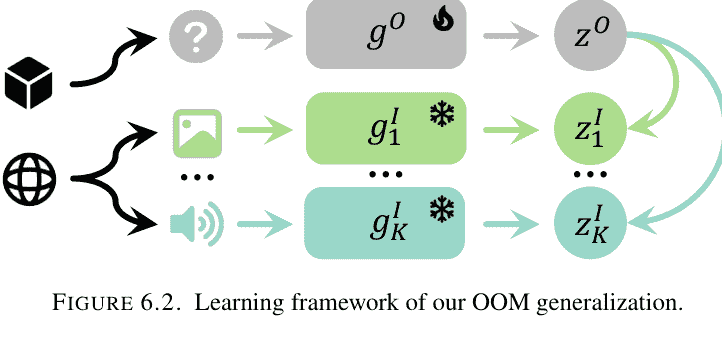 ?
g^O
z^O
g_1^I
z_1^I
...
...
...
g_K^I
z_K^I
FIGURE 6.2. Learning framework of our OOM generalization.